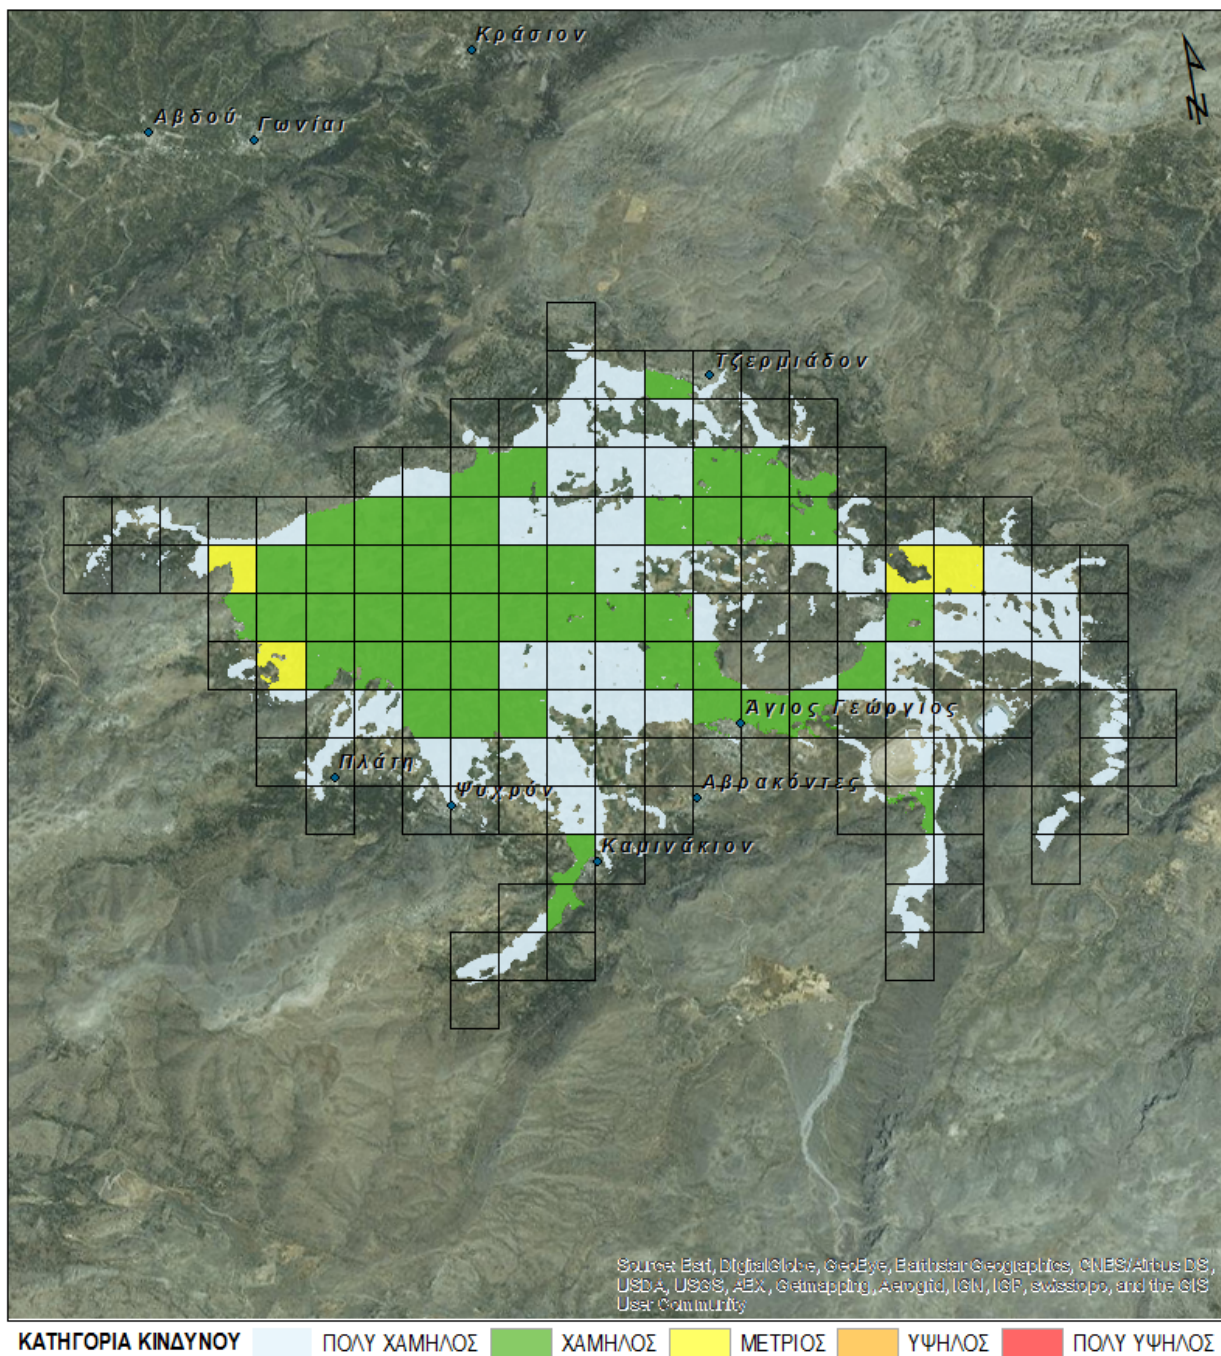 Κράσιον
Αβδού
Γωνίαι
N
Τζερμιάδον
Άγιος Γεώργιος
Πλάτη
Ψυχρόν
Αβρακόντες
Καμινάκιον
Source: Esri, DigitalGlobe, GeoEye, Earthstar Geographics, CNES/Airbus DS,
USDA, USGS, AEX, Getmapping, Aerogrid, IGN, IGP, swisstopo, and the GIS
User Community
ΚΑΤΗΓΟΡΙΑ ΚΙΝΔΥΝΟΥ ΠΟΛΥ ΧΑΜΗΛΟΣ ΧΑΜΗΛΟΣ ΜΕΤΡΙΟΣ ΥΨΗΛΟΣ ΠΟΛΥ ΥΨΗΛΟΣ